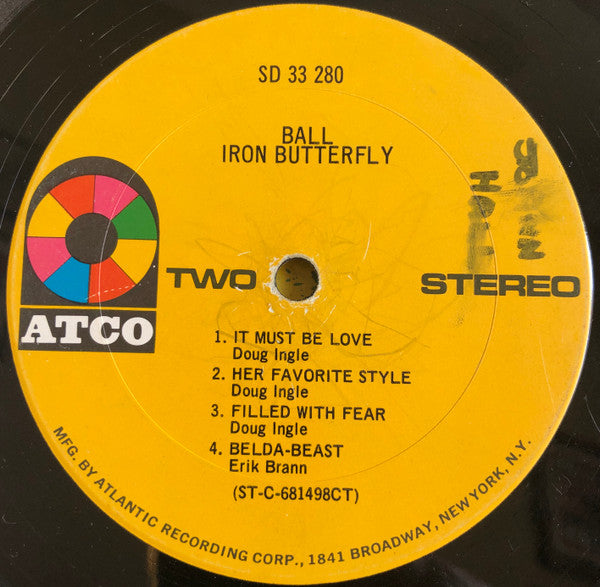 SD 33 280
BALL
IRON BUTTERFLY
ATCO
TWO
STEREO
1. IT MUST BE LOVE
Doug Ingle
2. HER FAVORITE STYLE
Doug Ingle
3. FILLED WITH FEAR
Doug Ingle
4. BELDA-BEAST
Erik Brann
(ST-C-681498CT)
MFG. BY ATLANTIC RECORDING CORP., 1841 BROADWAY, NEW YORK, N.Y.